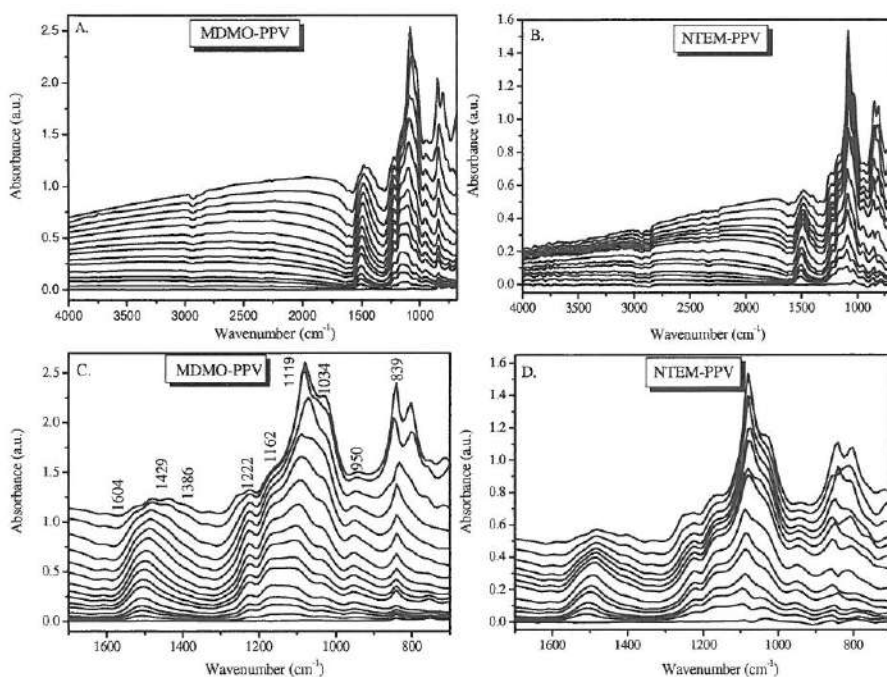 A.
MDMO-PPV
Absorbance (a.u.)
2.5
2.0
1.5
1.0
0.5
0.0
4000 3500 3000 2500 2000 1500 1000
Wavenumber (cm⁻¹)
B.
NTEM-PPV
Absorbance (a.u.)
1.6
1.4
1.2
1.0
0.8
0.6
0.4
0.2
0.0
4000 3500 3000 2500 2000 1500 1000
Wavenumber (cm⁻¹)
C.
MDMO-PPV
Absorbance (a.u.)
2.5
2.0
1.5
1.0
0.5
0.0
1604
1429
1386
1222
1162
1119
1034
950
839
1600 1400 1200 1000 800
Wavenumber (cm⁻¹)
D.
NTEM-PPV
Absorbance (a.u.)
1.6
1.4
1.2
1.0
0.8
0.6
0.4
0.2
0.0
1600 1400 1200 1000 800
Wavenumber (cm⁻¹)